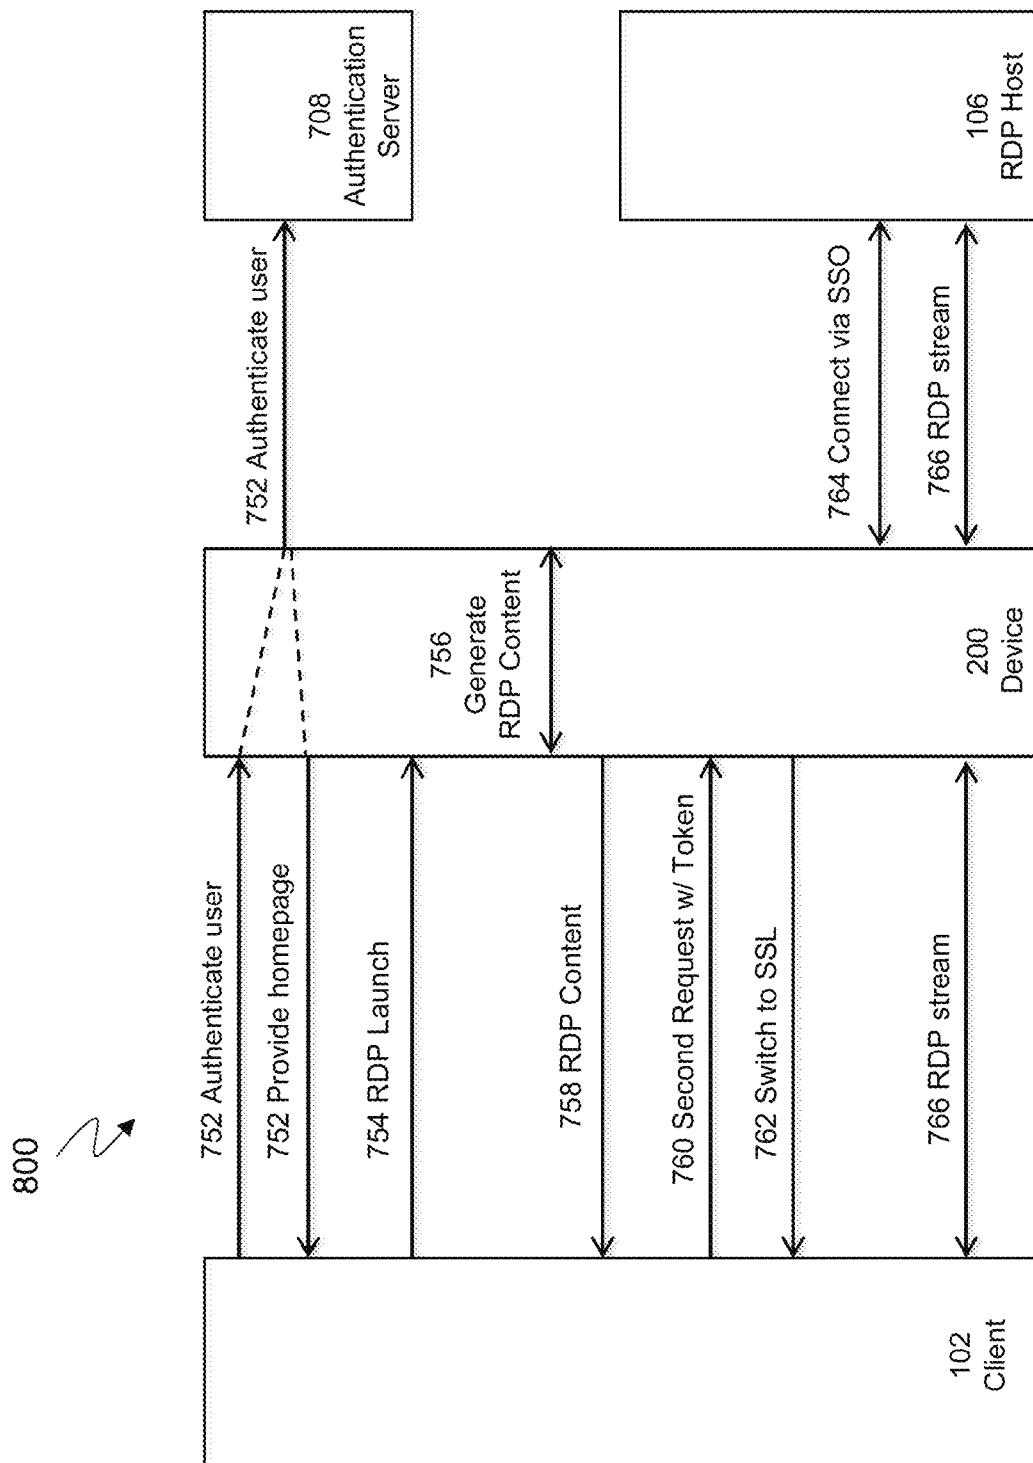 800
752 Authenticate user
752 Provide homepage
754 RDP Launch
758 RDP Content
760 Second Request w/ Token
762 Switch to SSL
766 RDP stream
102
Client
756
Generate
RDP Content
200
Device
752 Authenticate user
764 Connect via SSO
766 RDP stream
708
Authentication
Server
106
RDP Host